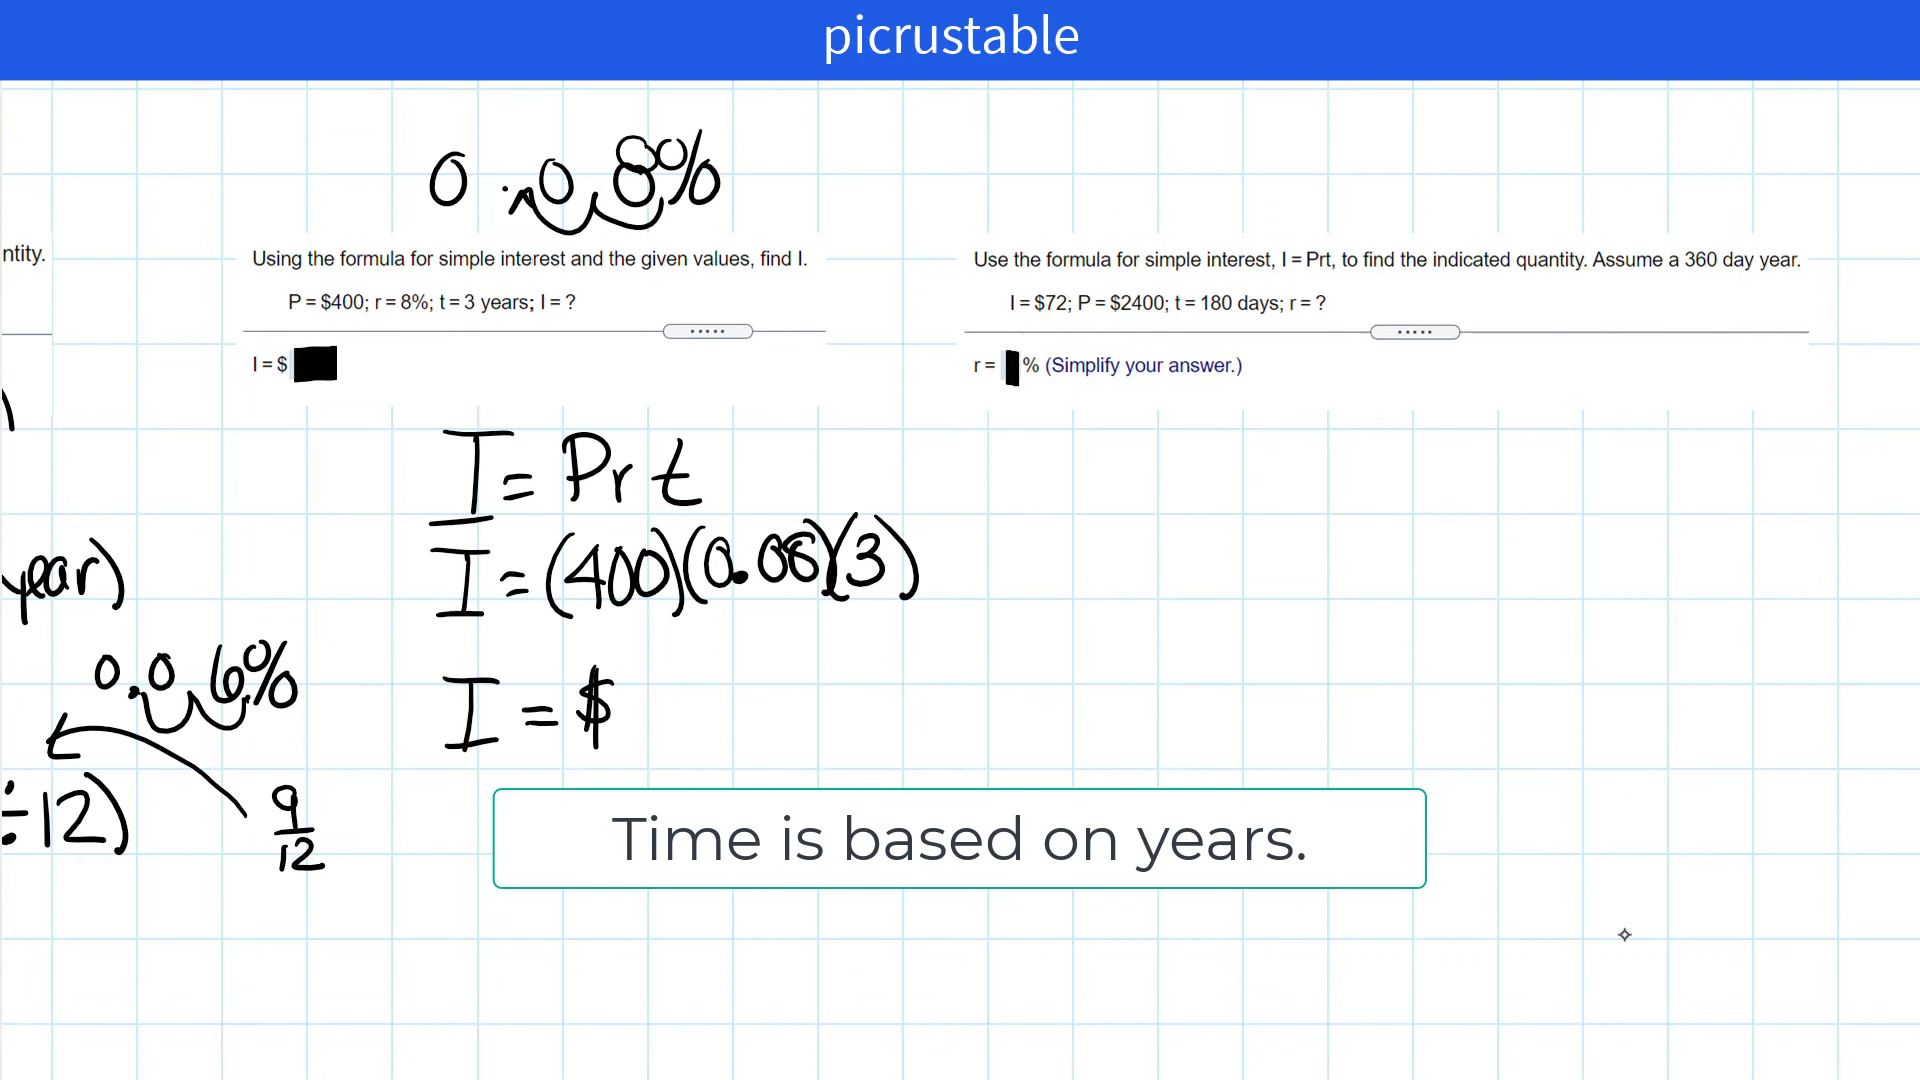 picrustable
0.08%
ntity.
Using the formula for simple interest and the given values, find I.
P = $400; r = 8%; t = 3 years; I = ?
I = $
Use the formula for simple interest, I = Prt, to find the indicated quantity. Assume a 360 day year.
I = $72; P = $2400; t = 180 days; r = ?
r = % (Simplify your answer.)
I = Prt
I = (400)(0.08)(3)
year)
0.06%
I = $
÷12)
9
12
Time is based on years.